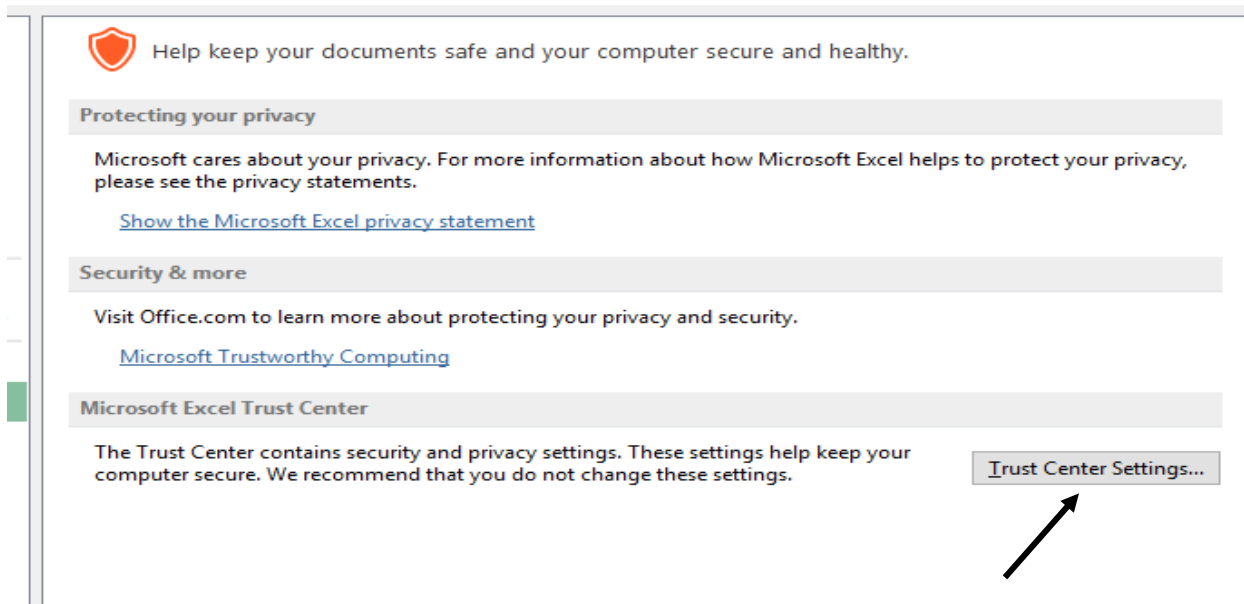 Help keep your documents safe and your computer secure and healthy.
Protecting your privacy
Microsoft cares about your privacy. For more information about how Microsoft Excel helps to protect your privacy,
please see the privacy statements.
Show the Microsoft Excel privacy statement
Security & more
Visit Office.com to learn more about protecting your privacy and security.
Microsoft Trustworthy Computing
Microsoft Excel Trust Center
The Trust Center contains security and privacy settings. These settings help keep your
computer secure. We recommend that you do not change these settings.
Trust Center Settings...